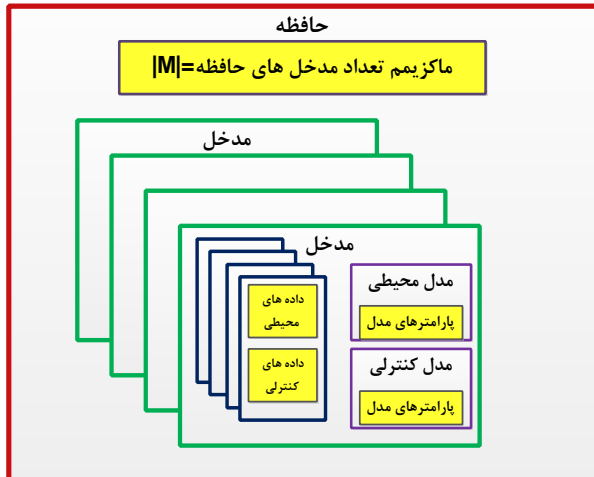 حافظه
ماکزیمم تعداد مدخل های حافظه=|M|
مدخل
مدخل
مدل محیطی
پارامترهای مدل
مدل کنترلی
پارامترهای مدل
داده های
محیطی
داده های
کنترلی